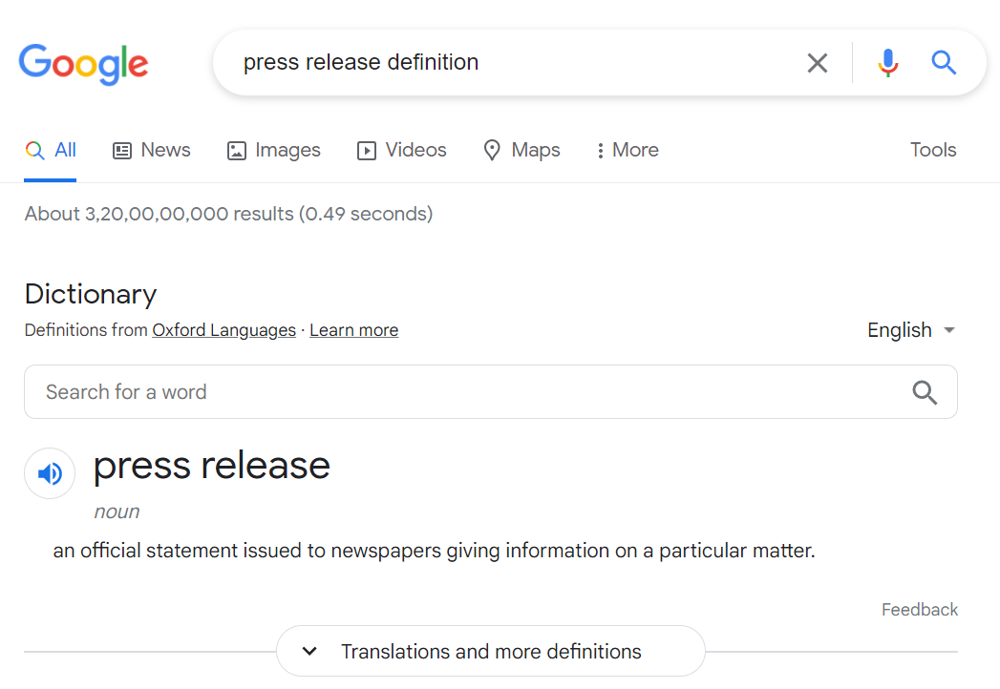 Google
press release definition
All News Images Videos Maps More Tools
About 3,20,00,00,000 results (0.49 seconds)
Dictionary
Definitions from Oxford Languages · Learn more
English
Search for a word
press release
noun
an official statement issued to newspapers giving information on a particular matter.
Feedback
Translations and more definitions